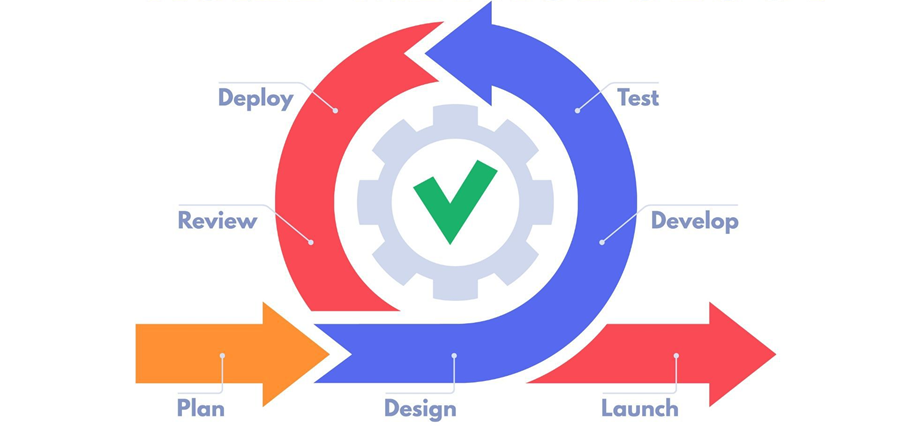 Deploy
Test
Review
Develop
Plan
Design
Launch